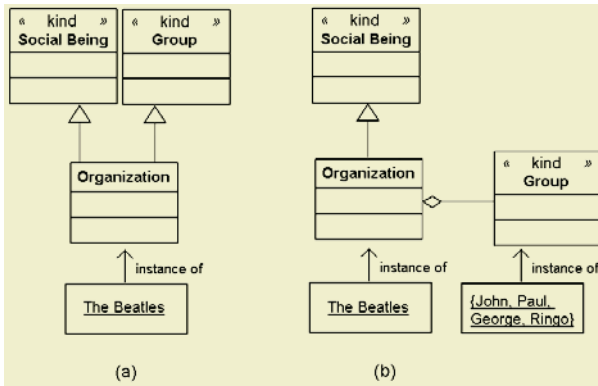 « kind »
Social Being
« kind »
Group
Organization
instance of
The Beatles
(a)
« kind »
Social Being
Organization
« kind »
Group
instance of
The Beatles
instance of
{John, Paul,
George, Ringo}
(b)